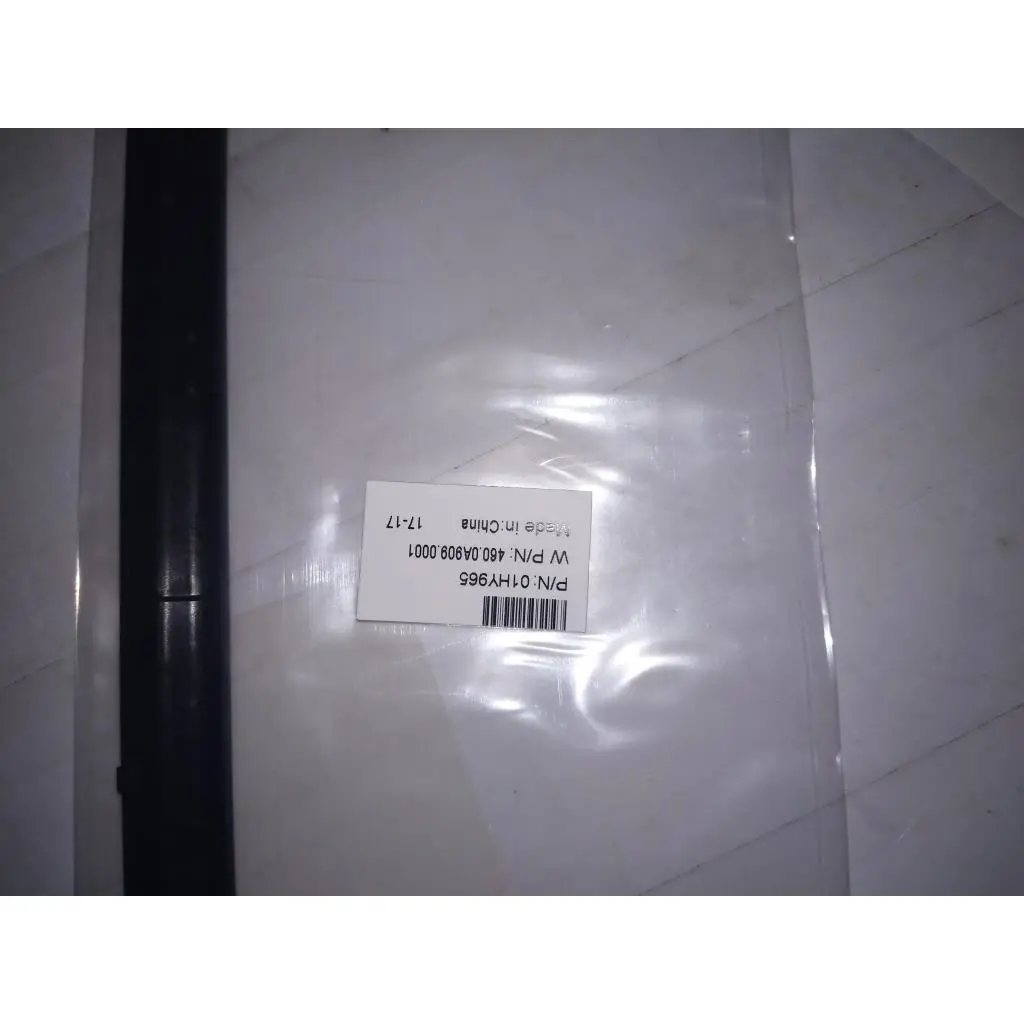 P/N:01HY965
W P/N: 460.0A909.0001
Made in:China 17-17